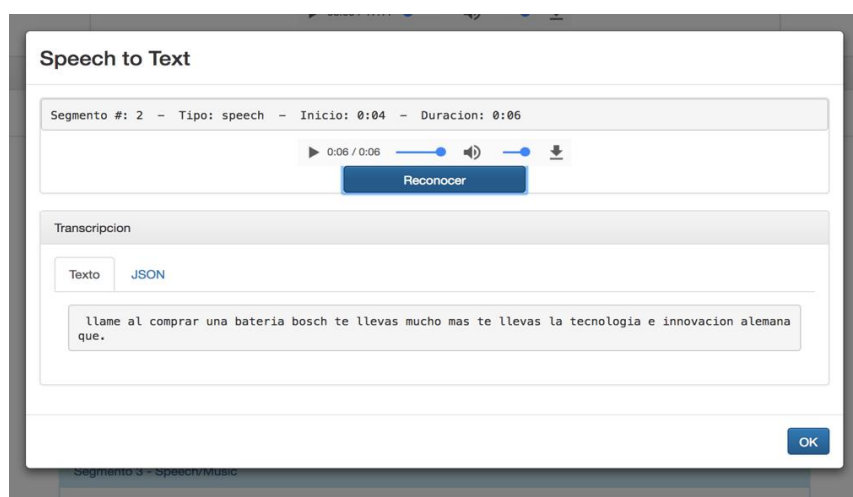 Speech to Text
Segmento #: 2 – Tipo: speech – Inicio: 0:04 – Duracion: 0:06
0:06 / 0:06
Reconocer
Transcripcion
Texto JSON
llame al comprar una bateria bosch te llevas mucho mas te llevas la tecnologia e innovacion alemana
que.
OK
Segmento 3 - Speech/Music